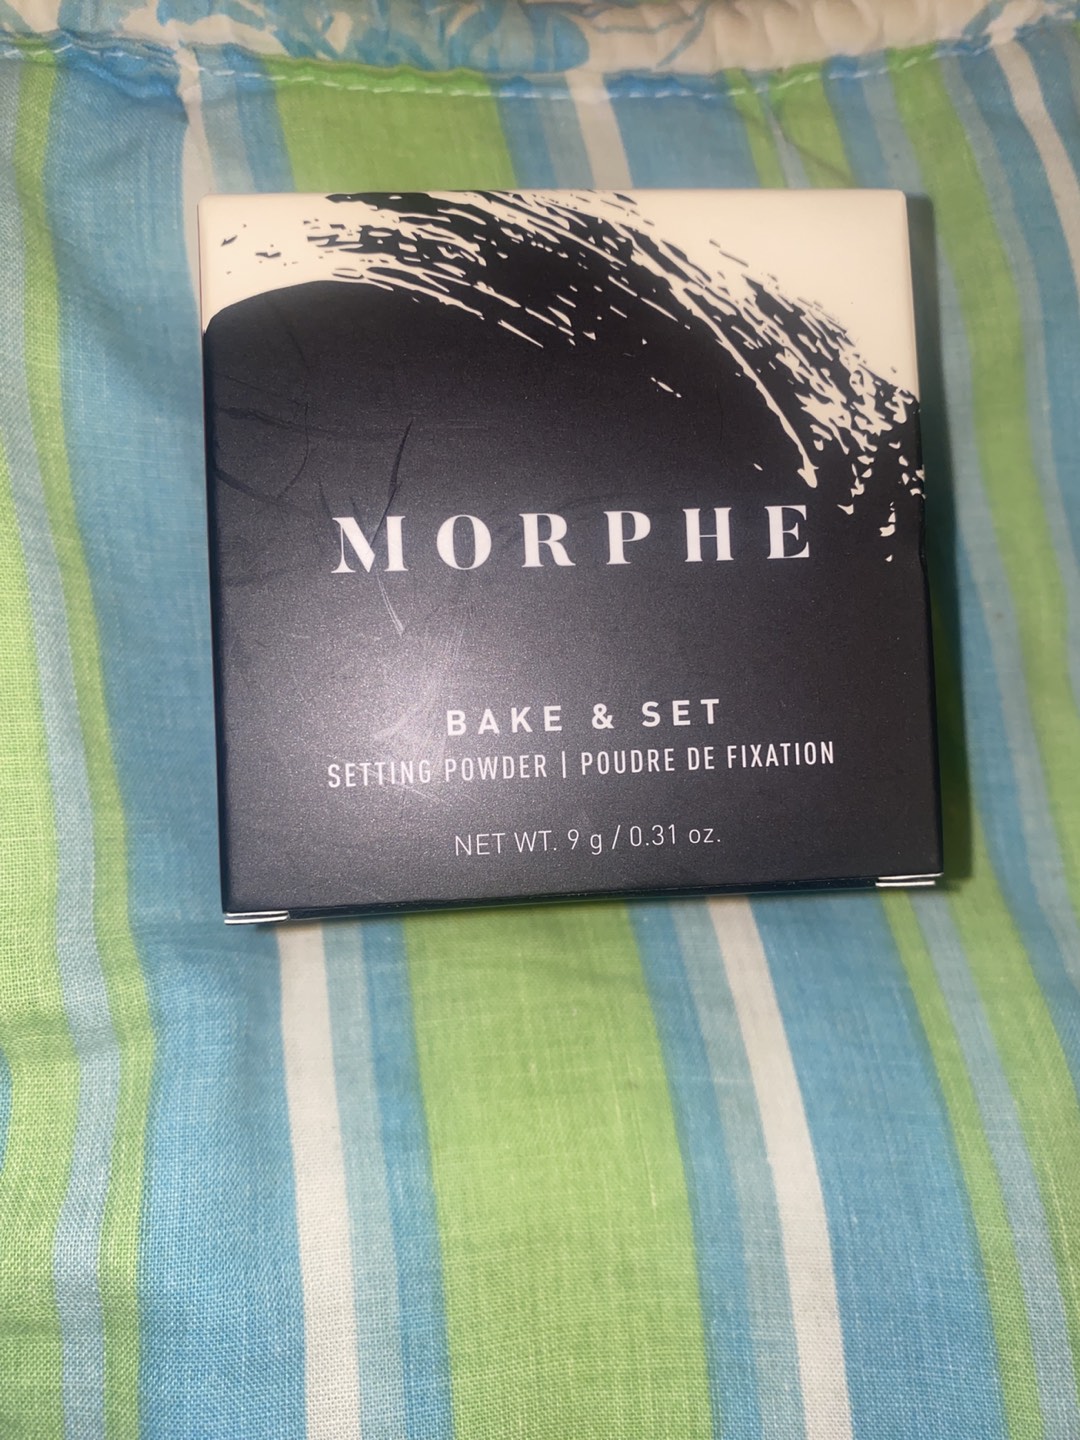 MORPHE
BAKE & SET
SETTING POWDER | POUDRE DE FIXATION
NET WT. 9 g / 0.31 oz.